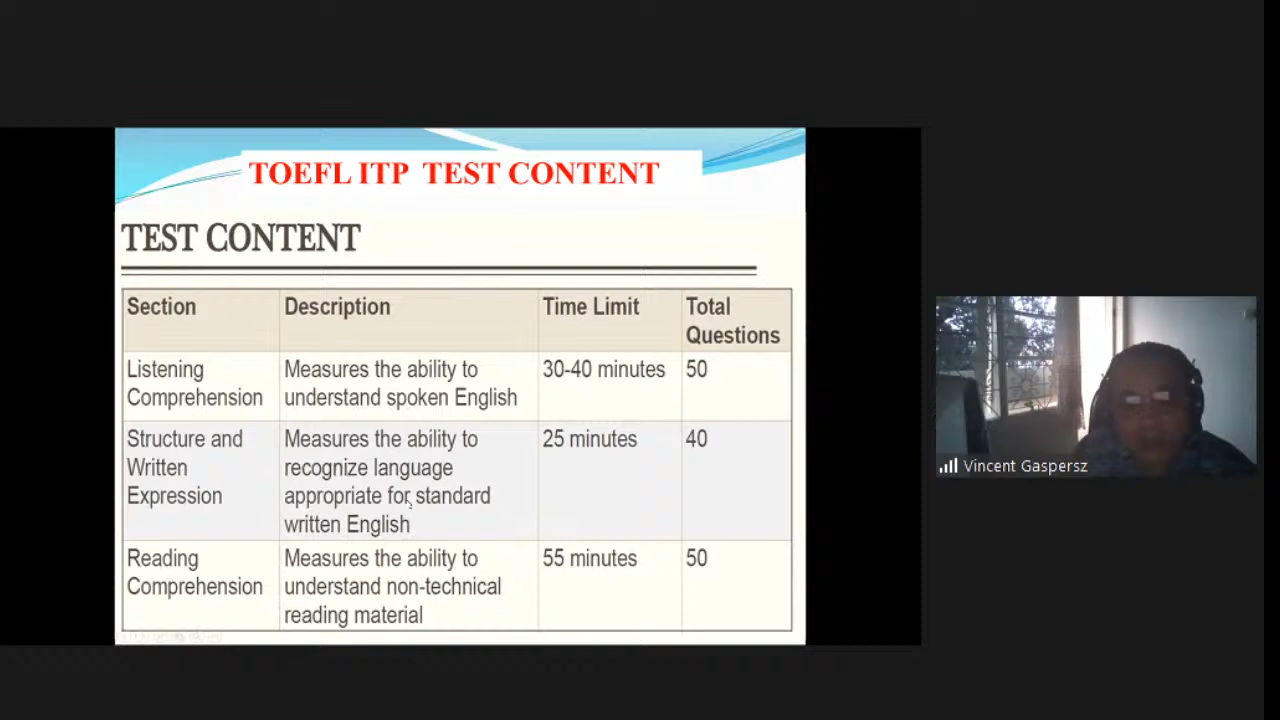 TOEFL ITP TEST CONTENT
TEST CONTENT
Section Description Time Limit Total Questions
Listening Comprehension Measures the ability to understand spoken English 30-40 minutes 50
Structure and Written Expression Measures the ability to recognize language appropriate for standard written English 25 minutes 40
Reading Comprehension Measures the ability to understand non-technical reading material 55 minutes 50
Vincent Gaspersz